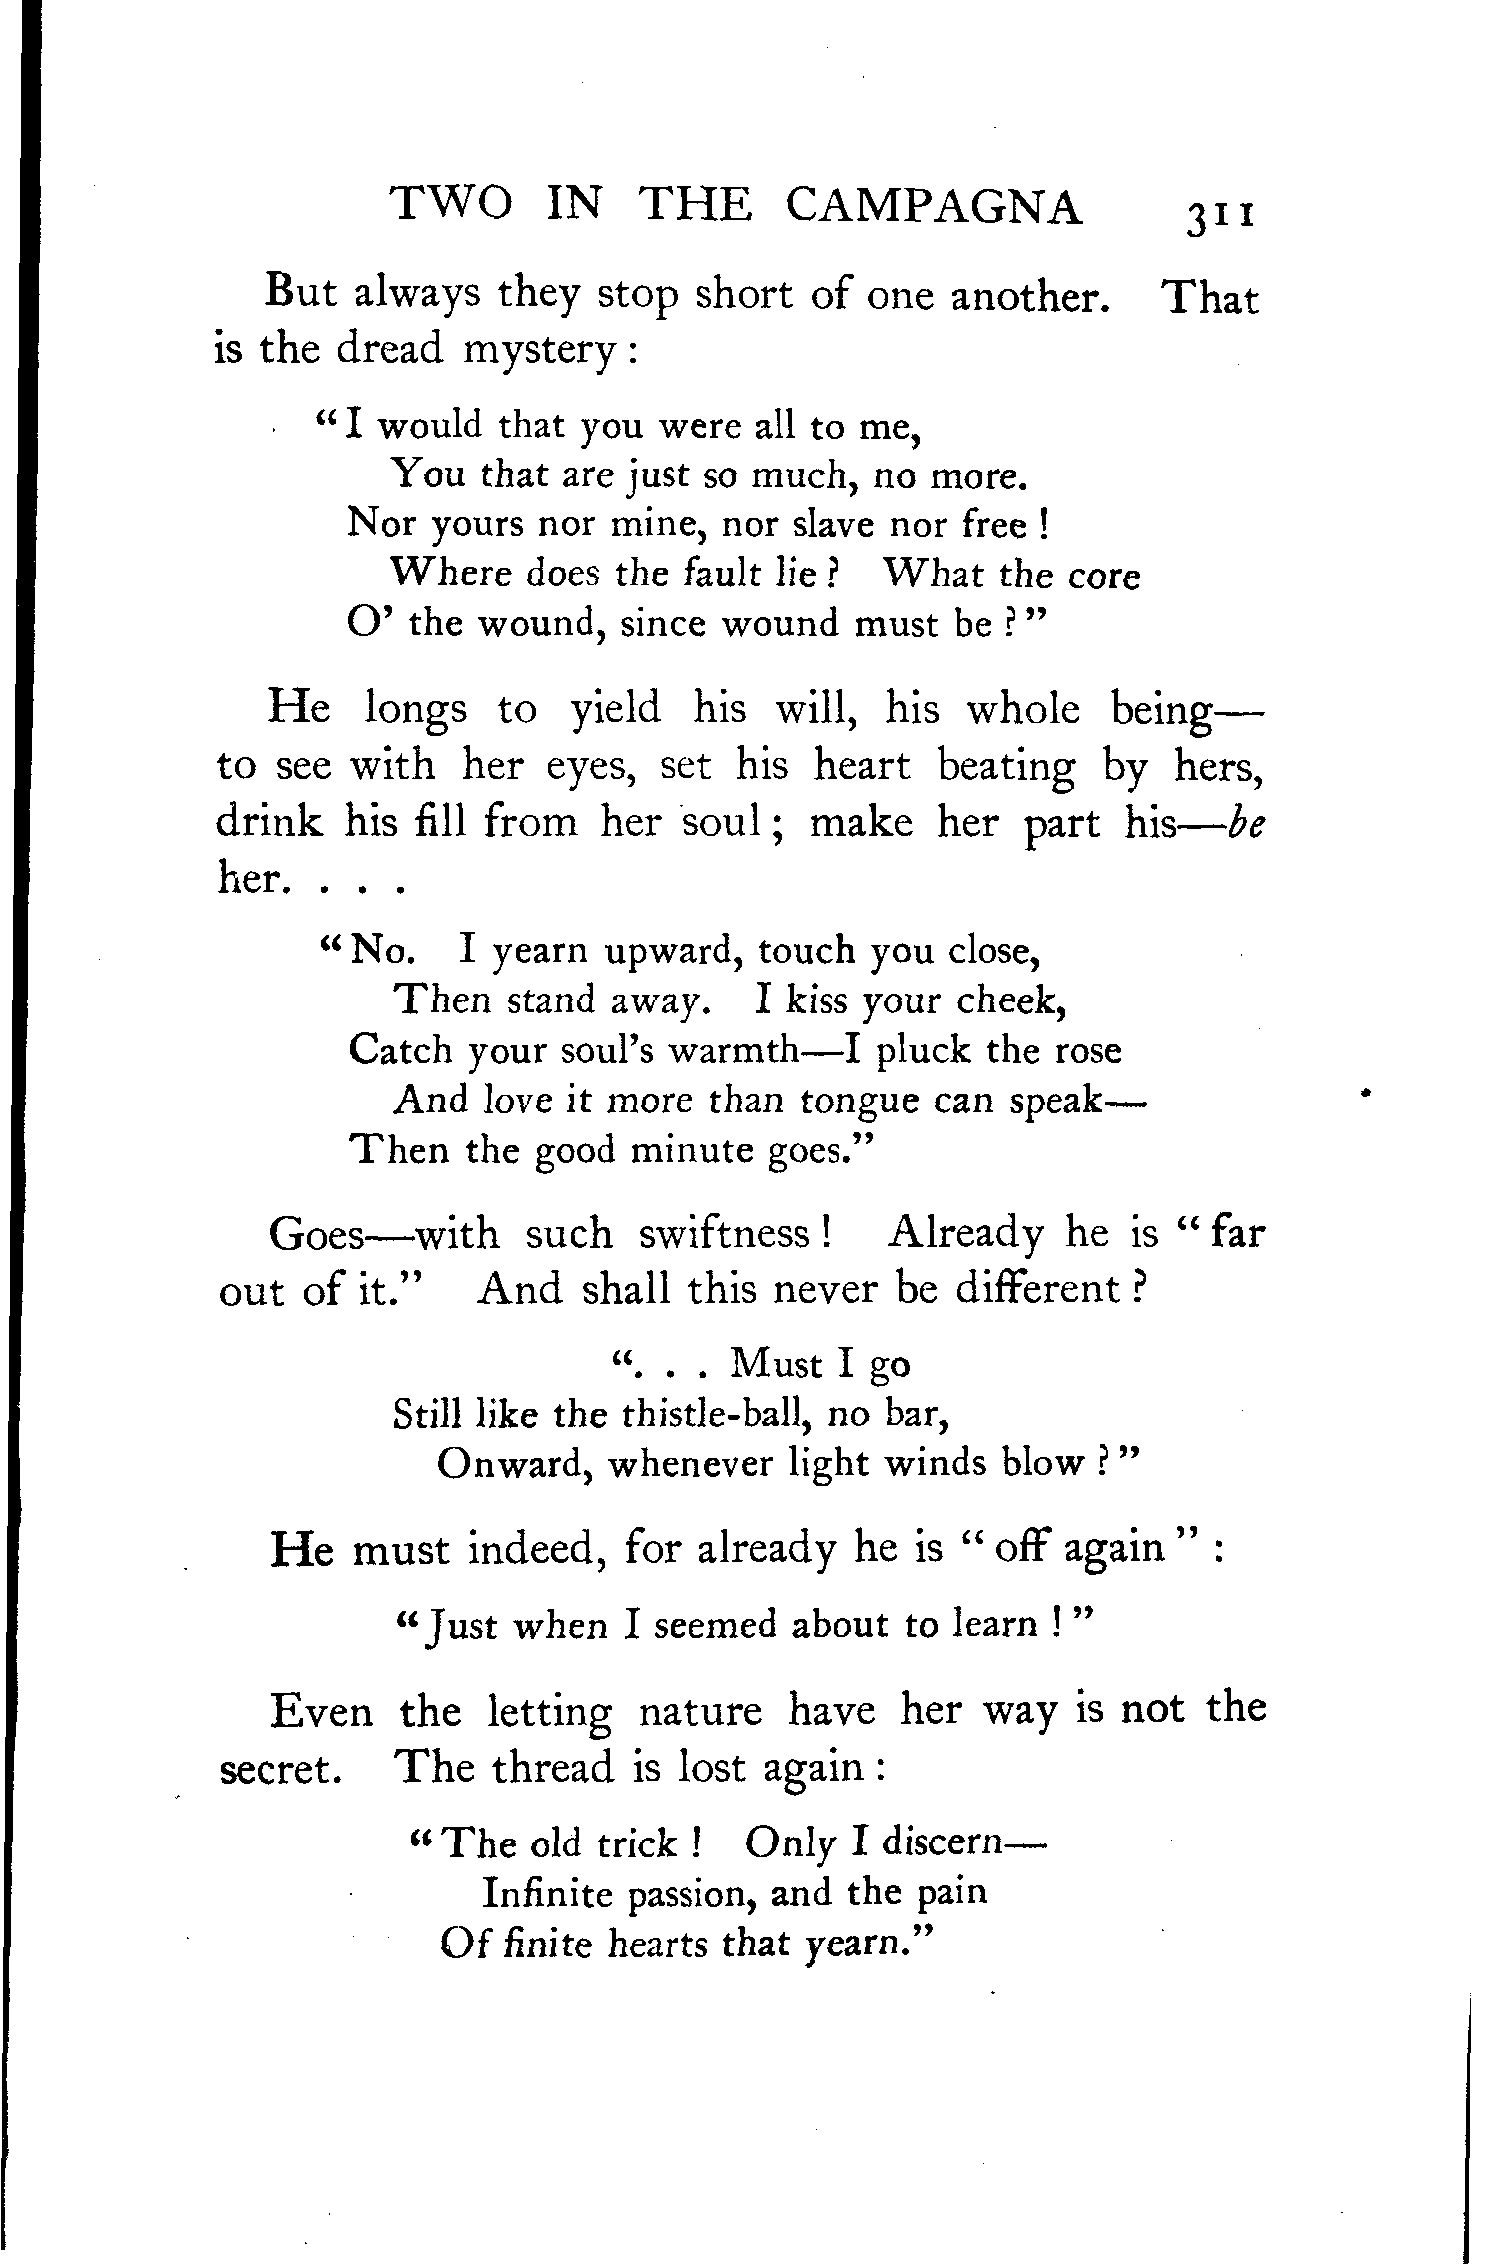 TWO IN THE CAMPAGNA 311
But always they stop short of one another. That
is the dread mystery :
“ I would that you were all to me,
You that are just so much, no more.
Nor yours nor mine, nor slave nor free !
Where does the fault lie ? What the core
O’ the wound, since wound must be ? ”
He longs to yield his will, his whole being—
to see with her eyes, set his heart beating by hers,
drink his fill from her soul ; make her part his—be
her. . . .
“ No. I yearn upward, touch you close,
Then stand away. I kiss your cheek,
Catch your soul’s warmth—I pluck the rose
And love it more than tongue can speak—
Then the good minute goes.”
Goes—with such swiftness ! Already he is “ far
out of it.” And shall this never be different ?
“. . . Must I go
Still like the thistle-ball, no bar,
Onward, whenever light winds blow ? ”
He must indeed, for already he is “ off again ” :
“ Just when I seemed about to learn ! ”
Even the letting nature have her way is not the
secret. The thread is lost again :
“ The old trick ! Only I discern—
Infinite passion, and the pain
Of finite hearts that yearn.”